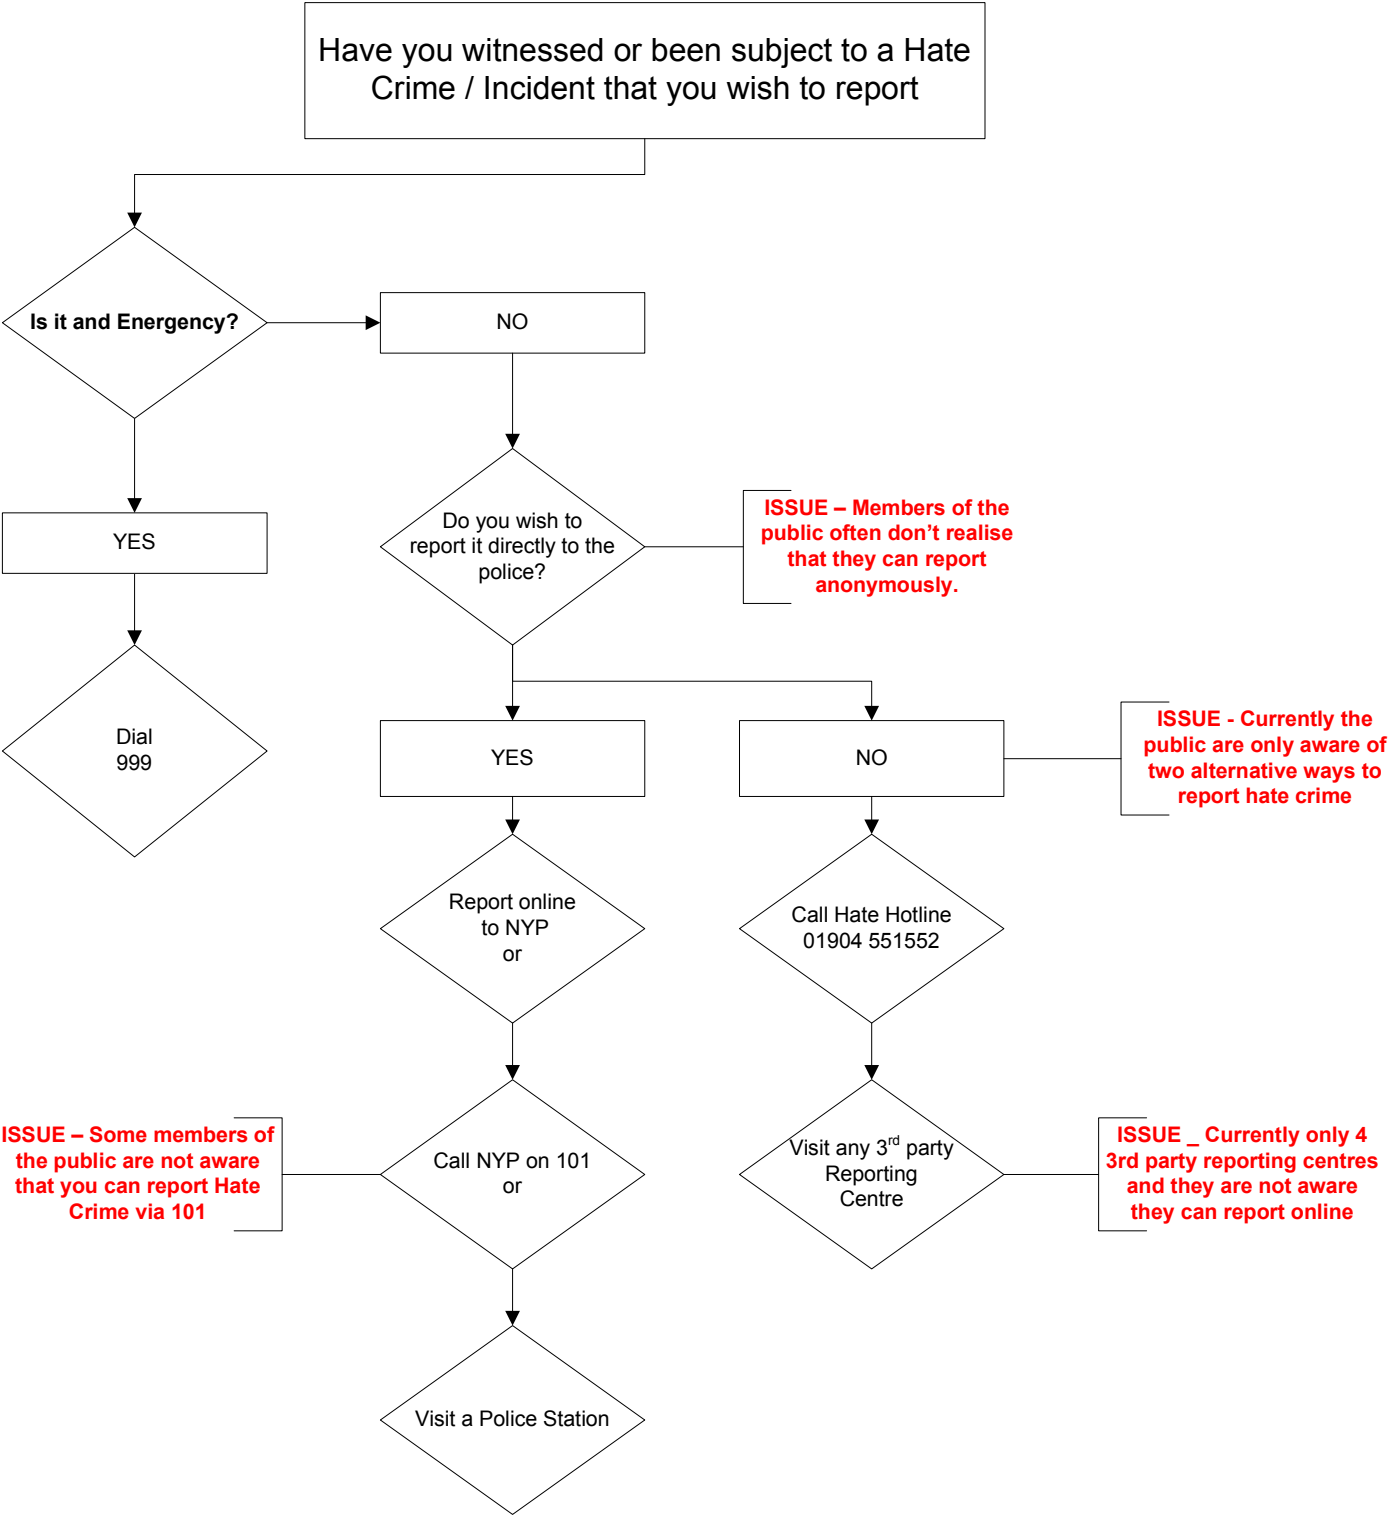 Have you witnessed or been subject to a Hate
Crime / Incident that you wish to report
Is it and Energency?
NO
YES
Dial
999
Do you wish to
report it directly to the
police?
ISSUE – Members of the
public often don’t realise
that they can report
anonymously.
YES
NO
ISSUE - Currently the
public are only aware of
two alternative ways to
report hate crime
Report online
to NYP
or
Call Hate Hotline
01904 551552
ISSUE – Some members of
the public are not aware
that you can report Hate
Crime via 101
Call NYP on 101
or
Visit any 3rd party
Reporting
Centre
ISSUE _ Currently only 4
3rd party reporting centres
and they are not aware
they can report online
Visit a Police Station